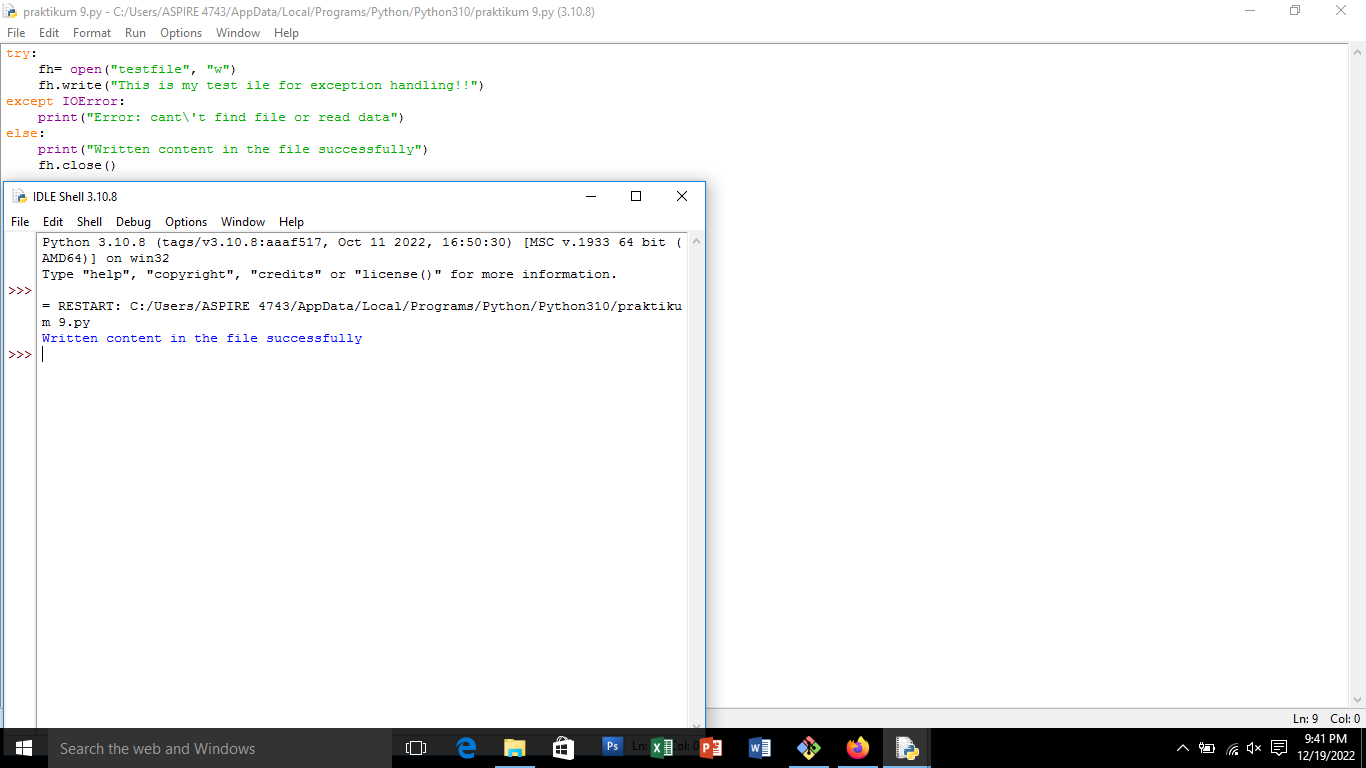 praktikum 9.py - C:/Users/ASPIRE 4743/AppData/Local/Programs/Python/Python310/praktikum 9.py (3.10.8)
File Edit Format Run Options Window Help
try:
    fh= open("testfile", "w")
    fh.write("This is my test ile for exception handling!!")
except IOError:
    print("Error: cant\'t find file or read data")
else:
    print("Written content in the file successfully")
    fh.close()
IDLE Shell 3.10.8
File Edit Shell Debug Options Window Help
Python 3.10.8 (tags/v3.10.8:aaaf517, Oct 11 2022, 16:50:30) [MSC v.1933 64 bit (
AMD64)] on win32
Type "help", "copyright", "credits" or "license()" for more information.
>>>
= RESTART: C:/Users/ASPIRE 4743/AppData/Local/Programs/Python/Python310/praktiku
m 9.py
Written content in the file successfully
>>>
Ln: 9 Col: 0
Search the web and Windows
Ps
Ln: Col: 0
9:41 PM
12/19/2022